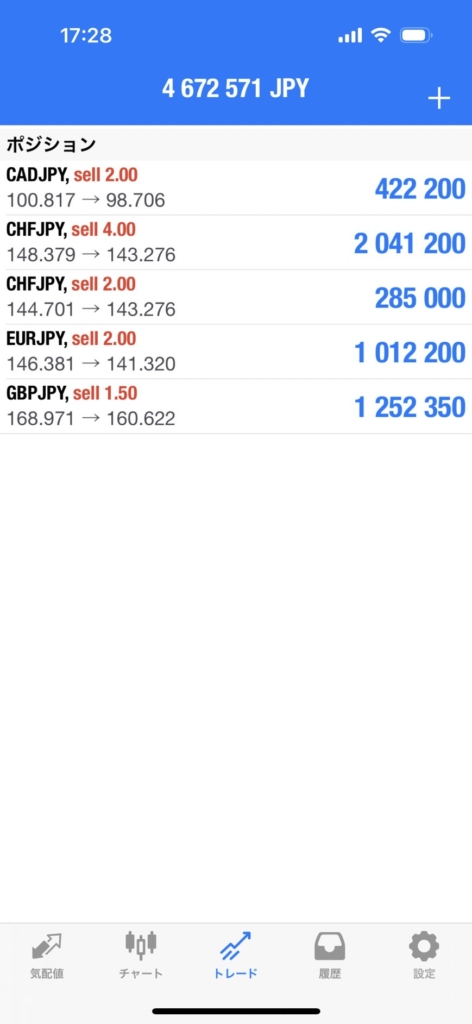 17:28
4 672 571 JPY
ポジション
CADJPY, sell 2.00
100.817 → 98.706
422 200
CHFJPY, sell 4.00
148.379 → 143.276
2 041 200
CHFJPY, sell 2.00
144.701 → 143.276
285 000
EURJPY, sell 2.00
146.381 → 141.320
1 012 200
GBPJPY, sell 1.50
168.971 → 160.622
1 252 350
気配値
チャート
トレード
履歴
設定